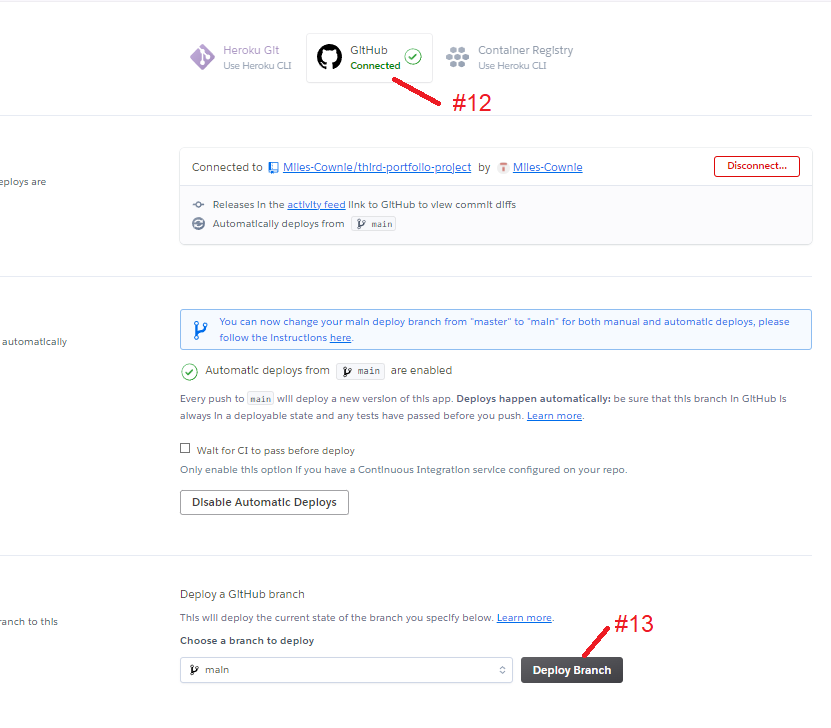 Heroku Git
Use Heroku CLI
GitHub
Connected
Container Registry
Use Heroku CLI
#12
eploys are
Connected to Miles-Cownie/third-portfolio-project by Miles-Cownie
Disconnect...
Releases in the activity feed link to GitHub to view commit diffs
Automatically deploys from main
automatically
You can now change your main deploy branch from "master" to "main" for both manual and automatic deploys, please
follow the instructions here.
Automatic deploys from main are enabled
Every push to main will deploy a new version of this app. Deploys happen automatically: be sure that this branch in GitHub is
always in a deployable state and any tests have passed before you push. Learn more.
Wait for CI to pass before deploy
Only enable this option if you have a Continuous Integration service configured on your repo.
Disable Automatic Deploys
Deploy a GitHub branch
ranch to this
This will deploy the current state of the branch you specify below. Learn more.
#13
Choose a branch to deploy
main
Deploy Branch